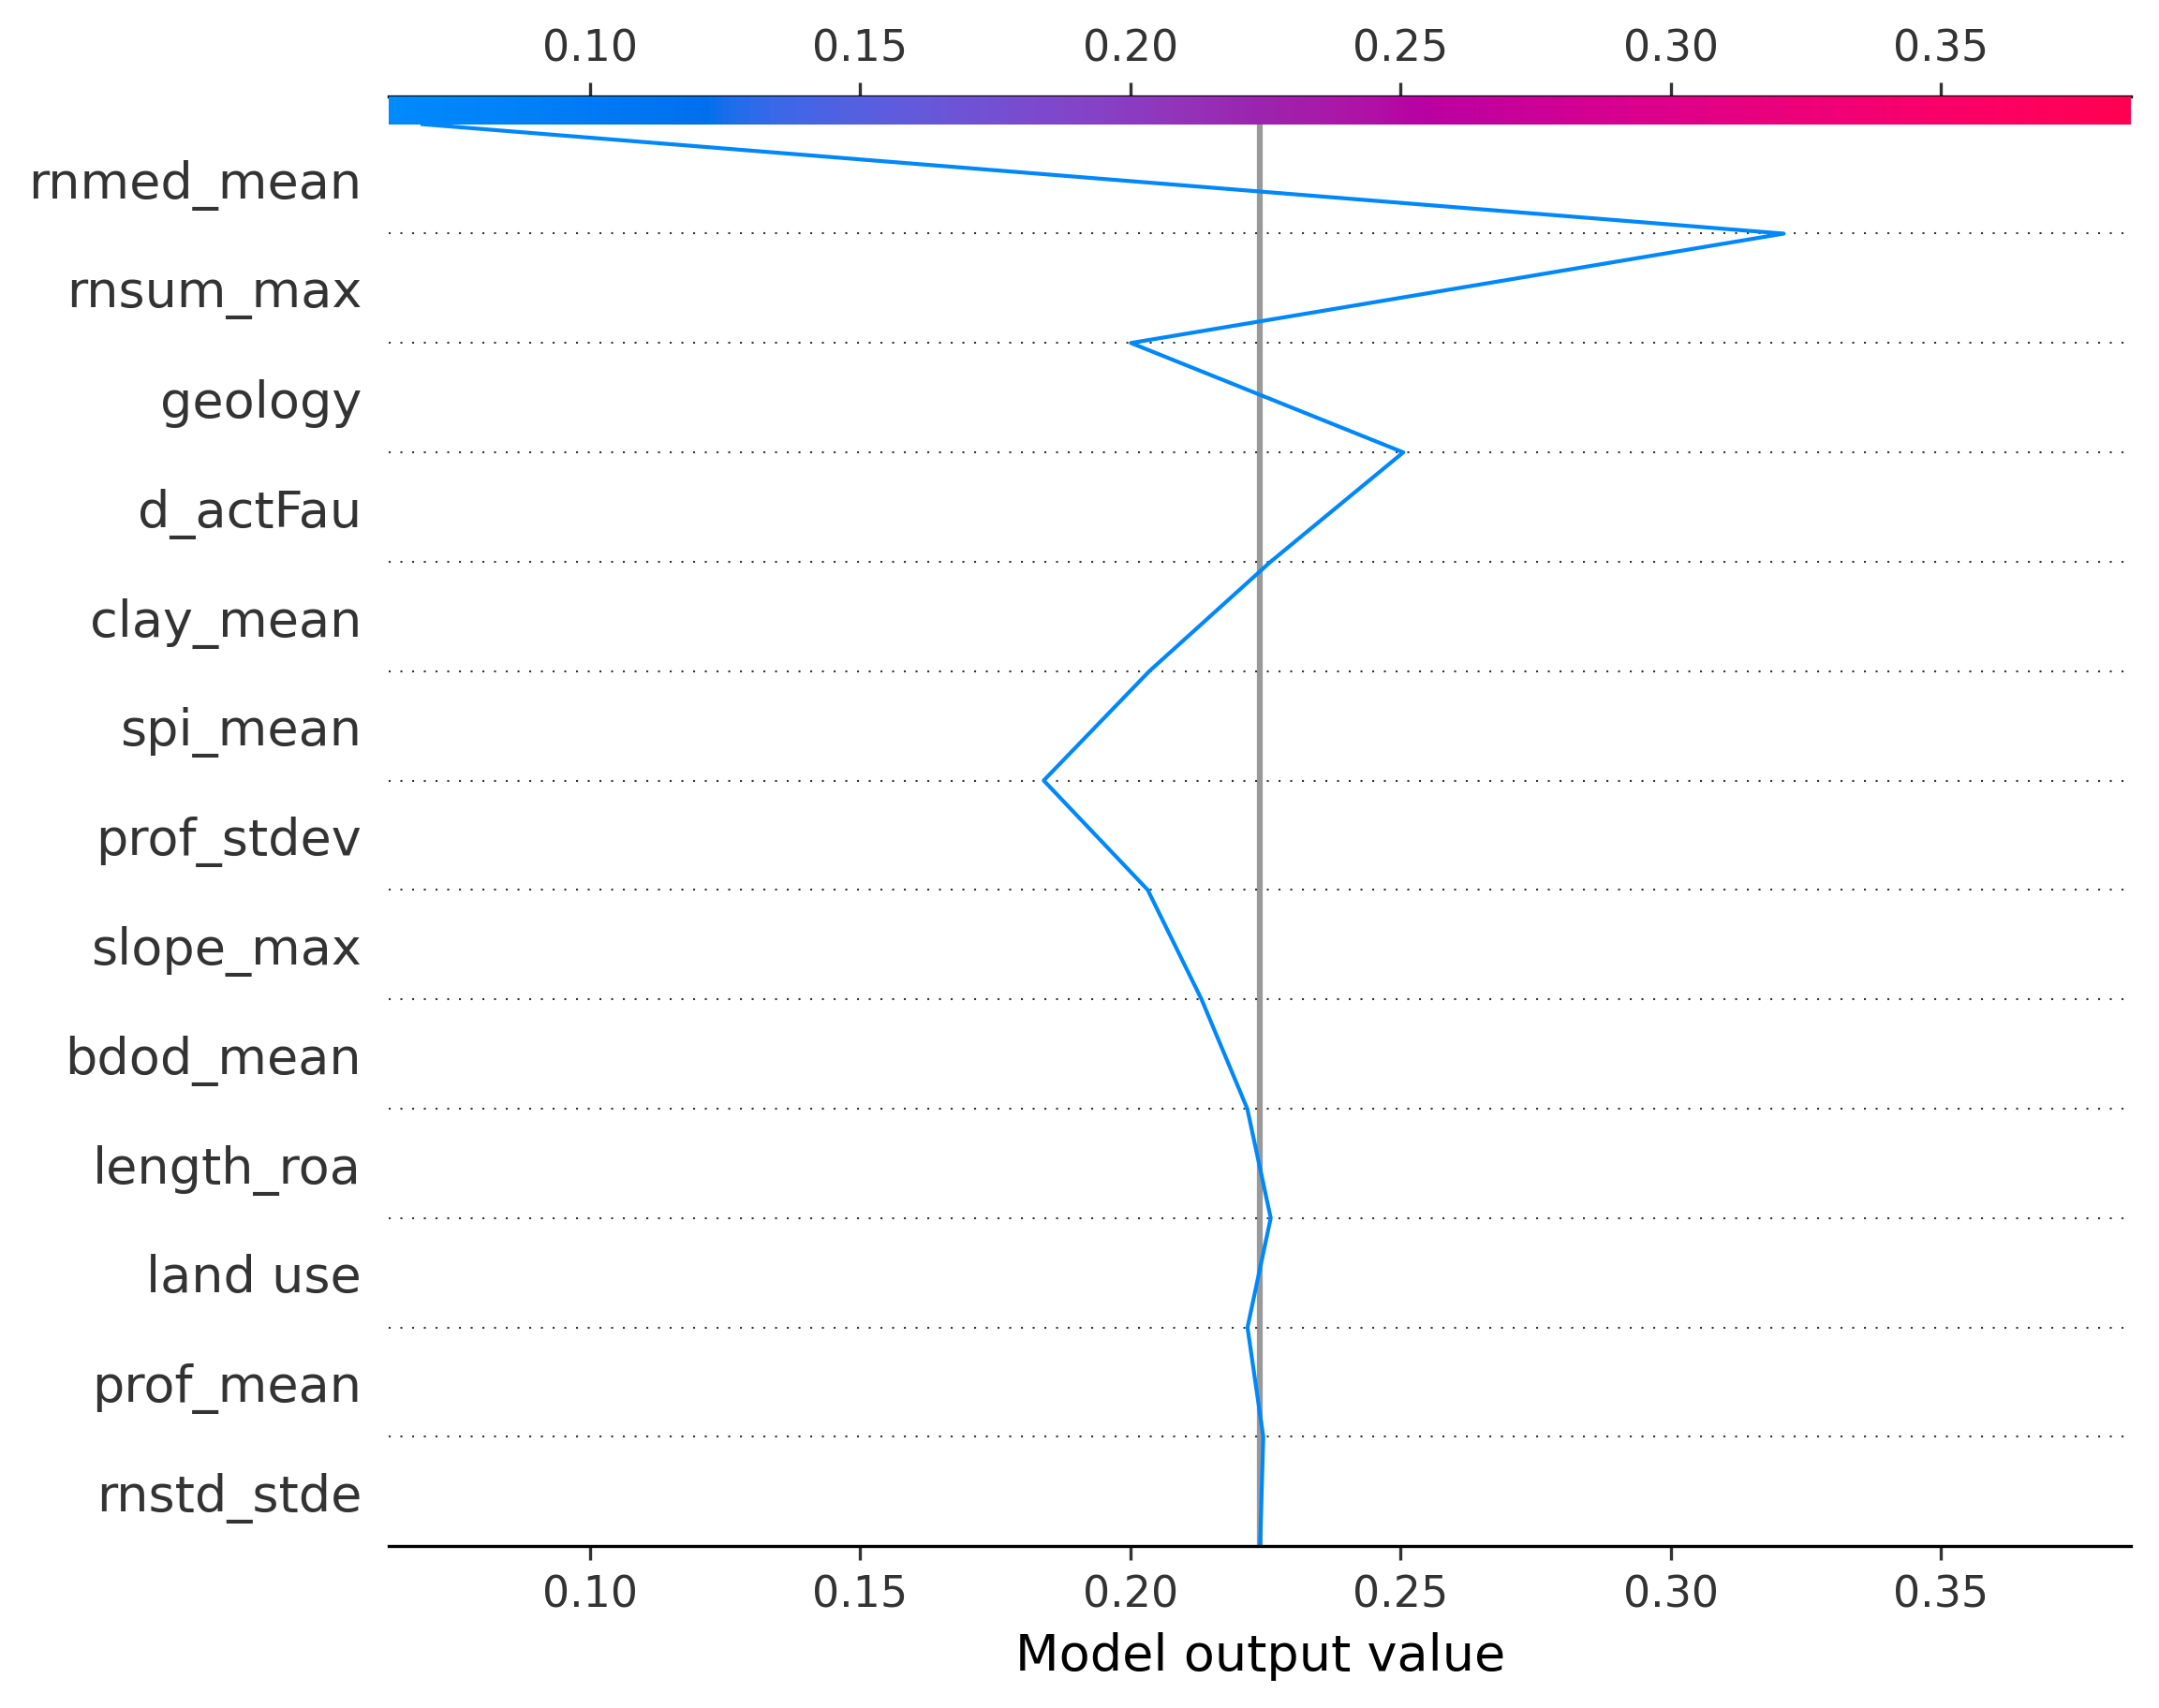 0.10 0.15 0.20 0.25 0.30 0.35
rnmed_mean
rnsum_max
geology
d_actFau
clay_mean
spi_mean
prof_stdev
slope_max
bdod_mean
length_roa
land use
prof_mean
rnstd_stde
0.10 0.15 0.20 0.25 0.30 0.35
Model output value